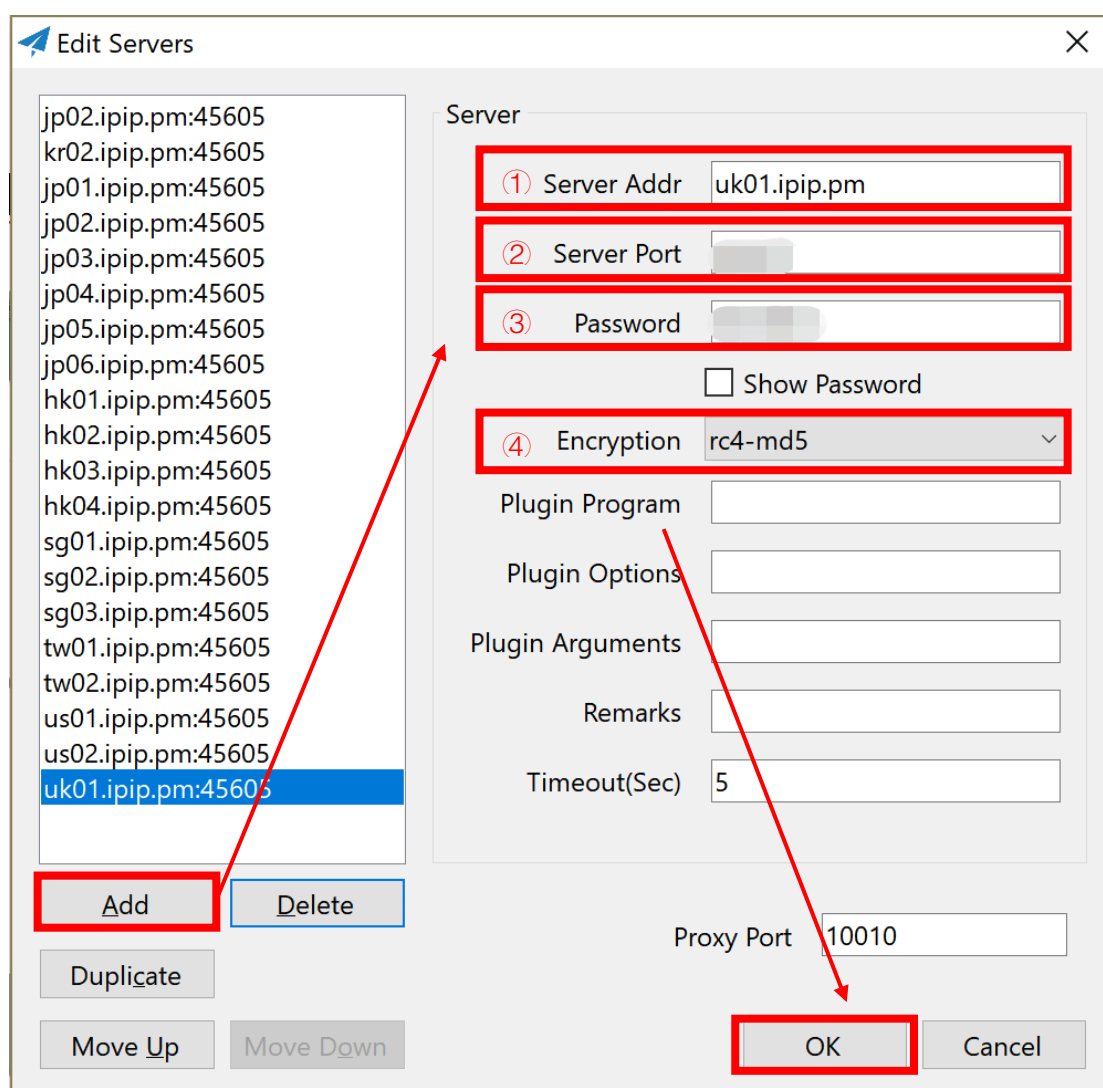 Edit Servers
jp02.ipip.pm:45605
kr02.ipip.pm:45605
jp01.ipip.pm:45605
jp02.ipip.pm:45605
jp03.ipip.pm:45605
jp04.ipip.pm:45605
jp05.ipip.pm:45605
jp06.ipip.pm:45605
hk01.ipip.pm:45605
hk02.ipip.pm:45605
hk03.ipip.pm:45605
hk04.ipip.pm:45605
sg01.ipip.pm:45605
sg02.ipip.pm:45605
sg03.ipip.pm:45605
tw01.ipip.pm:45605
tw02.ipip.pm:45605
us01.ipip.pm:45605
us02.ipip.pm:45605
uk01.ipip.pm:45605
Server
① Server Addr uk01.ipip.pm
② Server Port
③ Password
Show Password
④ Encryption rc4-md5
Plugin Program
Plugin Options
Plugin Arguments
Remarks
Timeout(Sec) 5
Add Delete
Proxy Port 10010
Duplicate
Move Up Move Down
OK Cancel